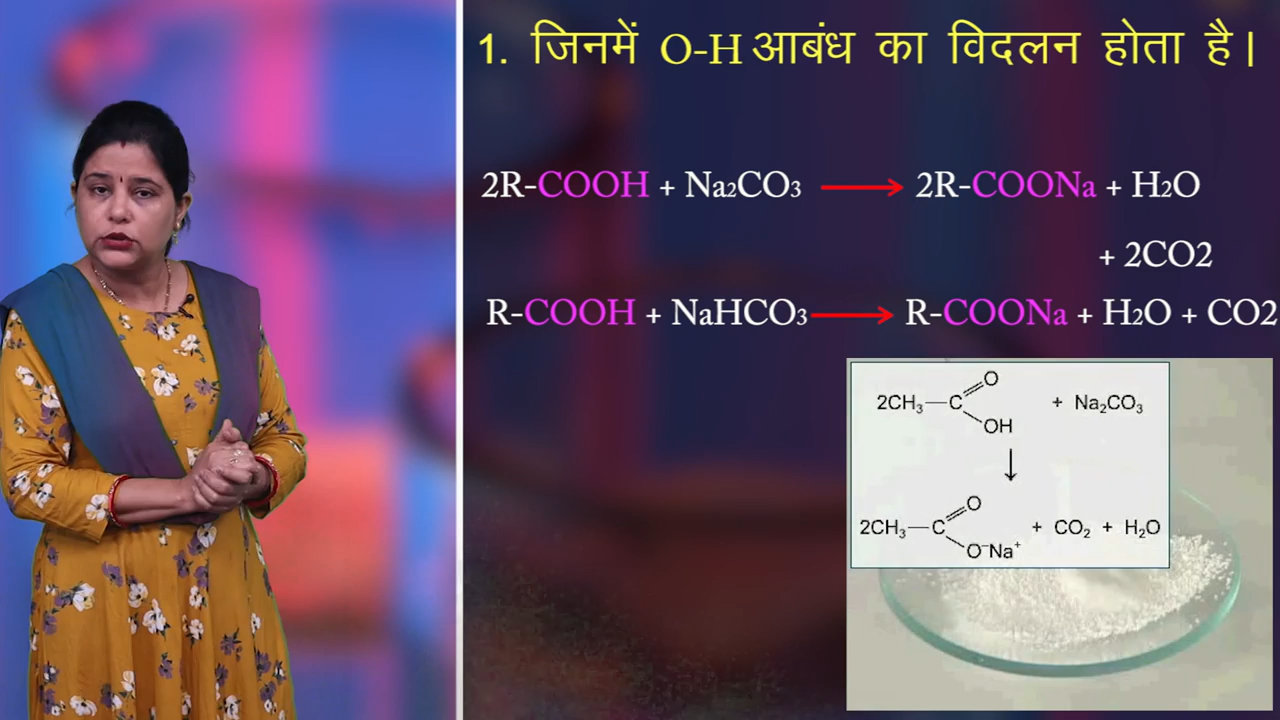 1. जिनमें O-H आबंध का विदलन होता है।
2R-COOH + Na₂CO₃ → 2R-COONa + H₂O
+ 2CO2
R-COOH + NaHCO₃ → R-COONa + H₂O + CO2
O
2CH₃—C + Na₂CO₃
OH
↓
O
2CH₃—C + CO₂ + H₂O
O⁻Na⁺